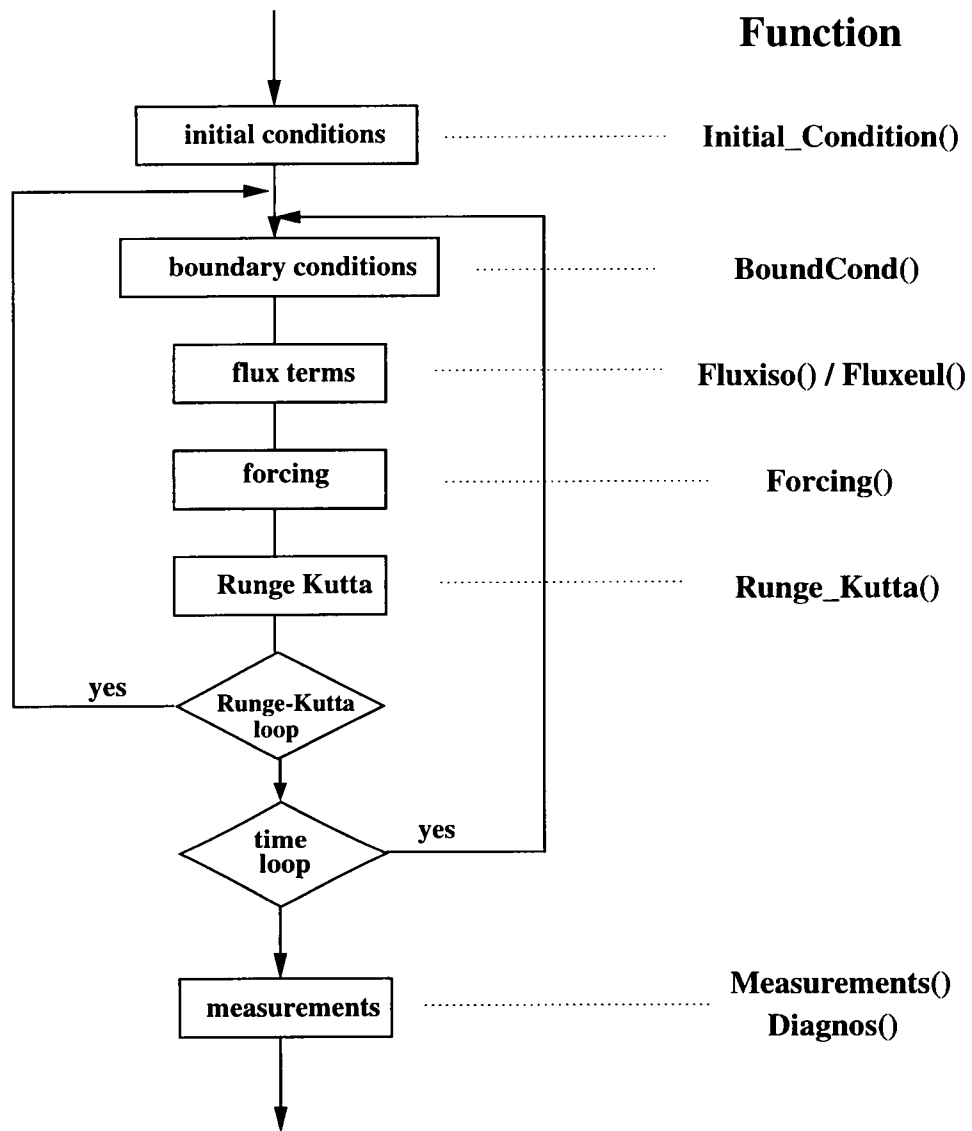 Function
initial conditions
Initial_Condition()
boundary conditions
BoundCond()
flux terms
Fluxiso() / Fluxeul()
forcing
Forcing()
Runge Kutta
Runge_Kutta()
yes
Runge-Kutta
loop
time
loop
yes
measurements
Measurements()
Diagnos()